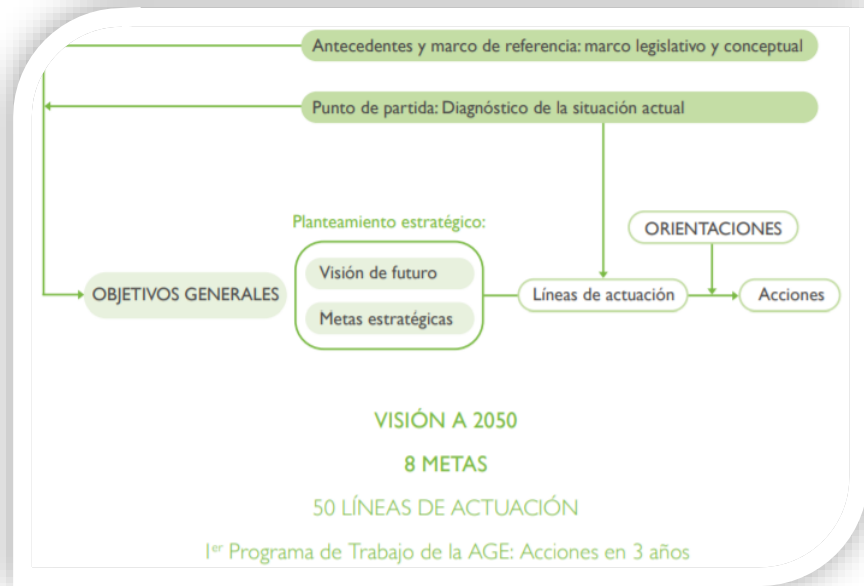 Antecedentes y marco de referencia: marco legislativo y conceptual
Punto de partida: Diagnóstico de la situación actual
Planteamiento estratégico:
ORIENTACIONES
Visión de futuro
OBJETIVOS GENERALES
Líneas de actuación
Acciones
Metas estratégicas
VISIÓN A 2050
8 METAS
50 LÍNEAS DE ACTUACIÓN
1er Programa de Trabajo de la AGE: Acciones en 3 años